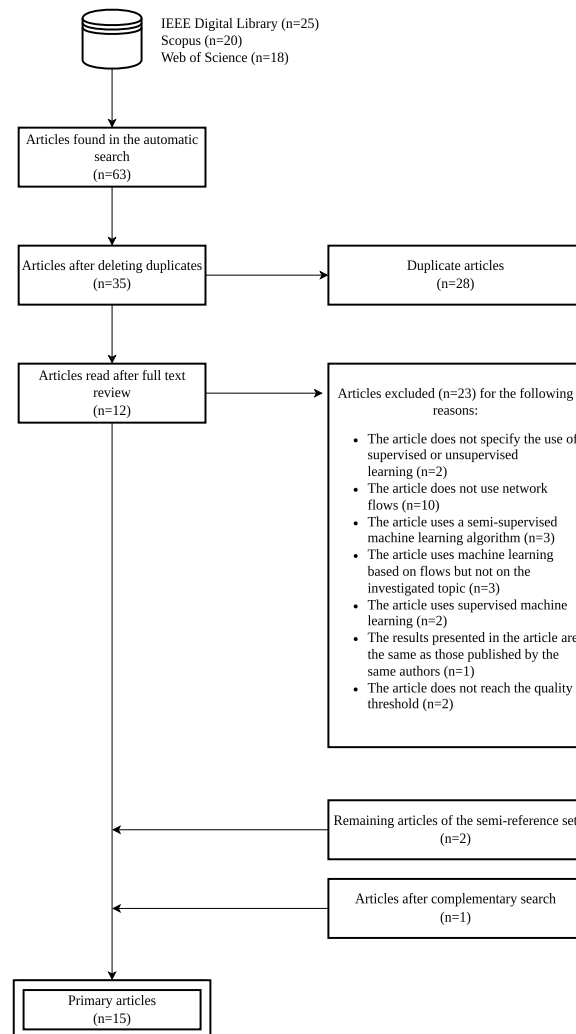 IEEE Digital Library (n=25)
Scopus (n=20)
Web of Science (n=18)
Articles found in the automatic
search
(n=63)
Articles after deleting duplicates
(n=35)
Duplicate articles
(n=28)
Articles read after full text
review
(n=12)
Articles excluded (n=23) for the following
reasons:
• The article does not specify the use of
supervised or unsupervised
learning (n=2)
• The article does not use network
flows (n=10)
• The article uses a semi-supervised
machine learning algorithm (n=3)
• The article uses machine learning
based on flows but not on the
investigated topic (n=3)
• The article uses supervised machine
learning (n=2)
• The results presented in the article are
the same as those published by the
same authors (n=1)
• The article does not reach the quality
threshold (n=2)
Remaining articles of the semi-reference set
(n=2)
Articles after complementary search
(n=1)
Primary articles
(n=15)